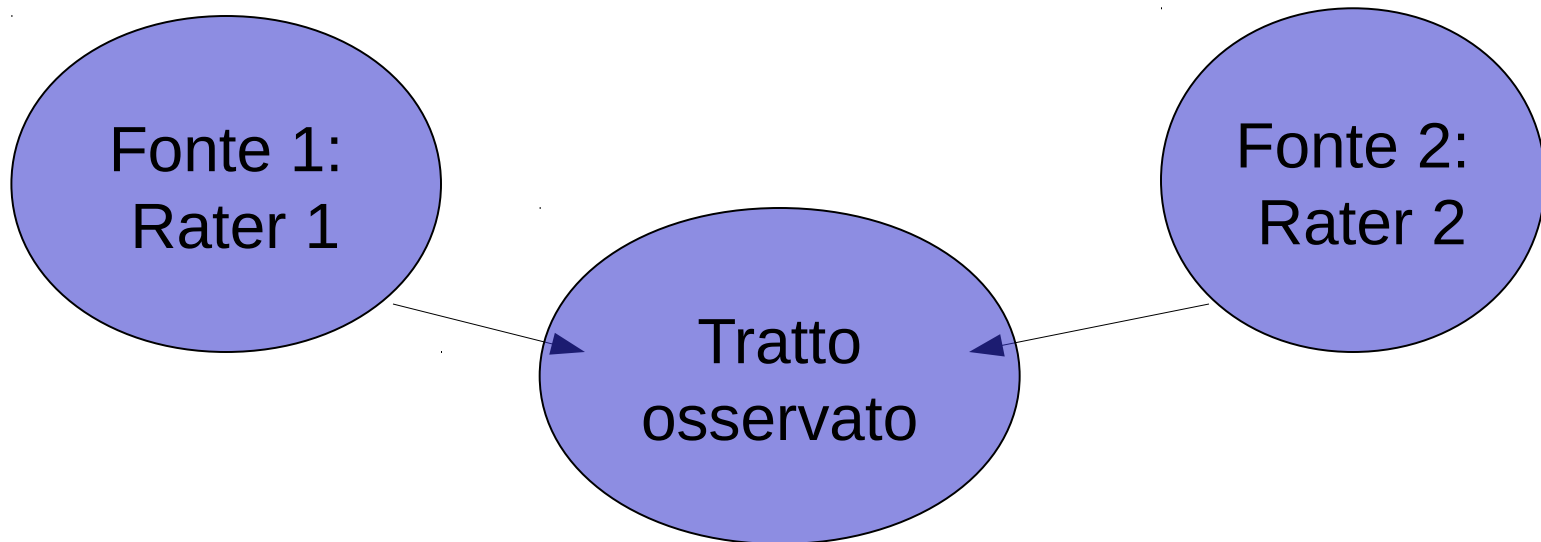 Fonte 1:
Rater 1
Fonte 2:
Rater 2
Tratto
osservato